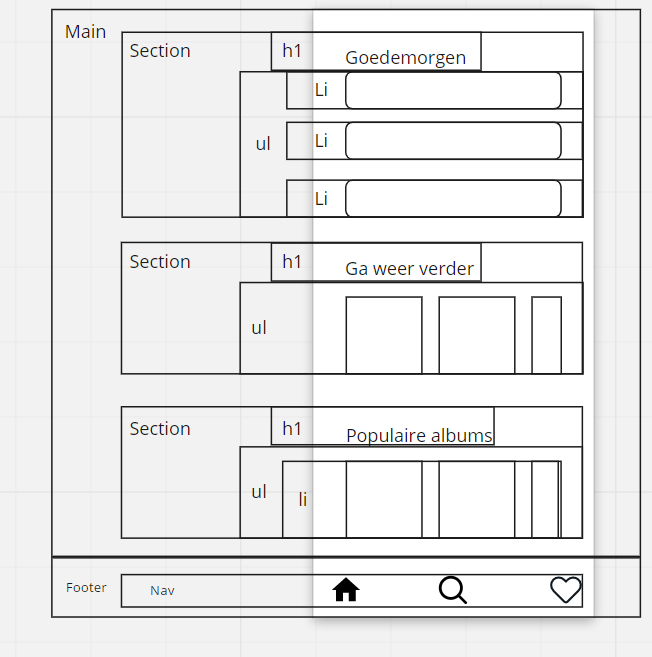 Main
Section
h1
Goedemorgen
Li
ul
Li
Li
Section
h1
Ga weer verder
ul
Section
h1
Populaire albums
ul
li
Footer
Nav